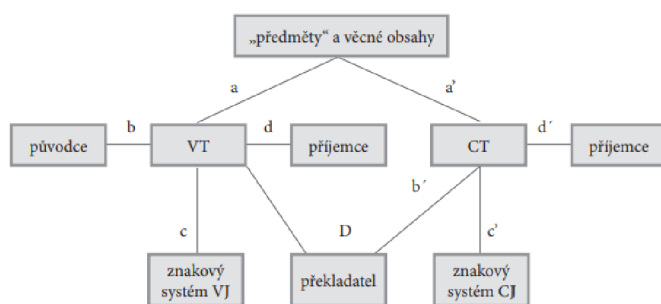 „předměty“ a věcné obsahy
a a’
b d d´
původce VT příjemce CT příjemce
b´
c D c’
znakový překladatel znakový
systém VJ systém CJ